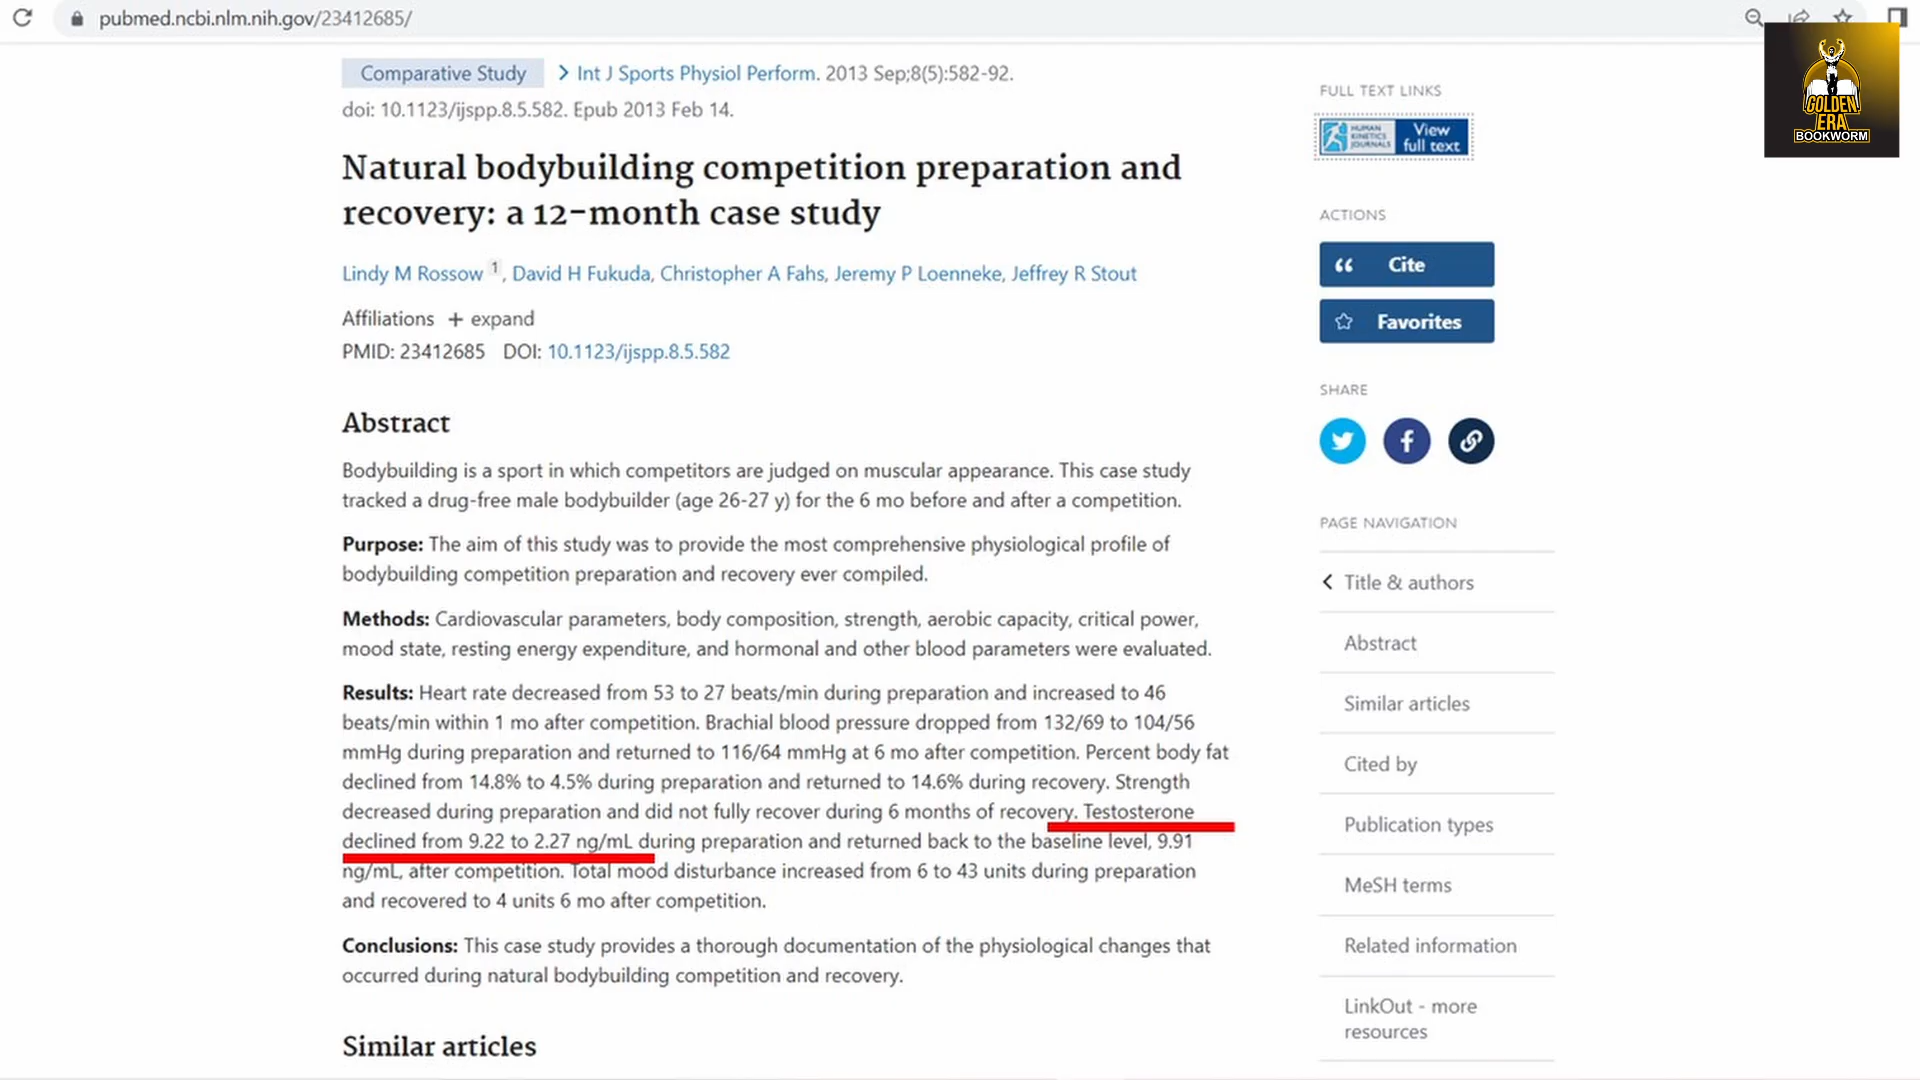 pubmed.ncbi.nlm.nih.gov/23412685/
GOLDEN
ERA
BOOKWORM
Comparative Study
Int J Sports Physiol Perform. 2013 Sep;8(5):582-92.
doi: 10.1123/ijspp.8.5.582. Epub 2013 Feb 14.
Natural bodybuilding competition preparation and
recovery: a 12-month case study
Lindy M Rossow 1, David H Fukuda, Christopher A Fahs, Jeremy P Loenneke, Jeffrey R Stout
Affiliations + expand
PMID: 23412685 DOI: 10.1123/ijspp.8.5.582
Abstract
Bodybuilding is a sport in which competitors are judged on muscular appearance. This case study
tracked a drug-free male bodybuilder (age 26-27 y) for the 6 mo before and after a competition.
Purpose: The aim of this study was to provide the most comprehensive physiological profile of
bodybuilding competition preparation and recovery ever compiled.
Methods: Cardiovascular parameters, body composition, strength, aerobic capacity, critical power,
mood state, resting energy expenditure, and hormonal and other blood parameters were evaluated.
Results: Heart rate decreased from 53 to 27 beats/min during preparation and increased to 46
beats/min within 1 mo after competition. Brachial blood pressure dropped from 132/69 to 104/56
mmHg during preparation and returned to 116/64 mmHg at 6 mo after competition. Percent body fat
declined from 14.8% to 4.5% during preparation and returned to 14.6% during recovery. Strength
decreased during preparation and did not fully recover during 6 months of recovery. Testosterone
declined from 9.22 to 2.27 ng/mL during preparation and returned back to the baseline level, 9.91
ng/mL, after competition. Total mood disturbance increased from 6 to 43 units during preparation
and recovered to 4 units 6 mo after competition.
Conclusions: This case study provides a thorough documentation of the physiological changes that
occurred during natural bodybuilding competition and recovery.
Similar articles
FULL TEXT LINKS
HUMAN
KINETICS
JOURNALS
View
full text
ACTIONS
Cite
Favorites
SHARE
PAGE NAVIGATION
Title & authors
Abstract
Similar articles
Cited by
Publication types
MeSH terms
Related information
LinkOut - more
resources